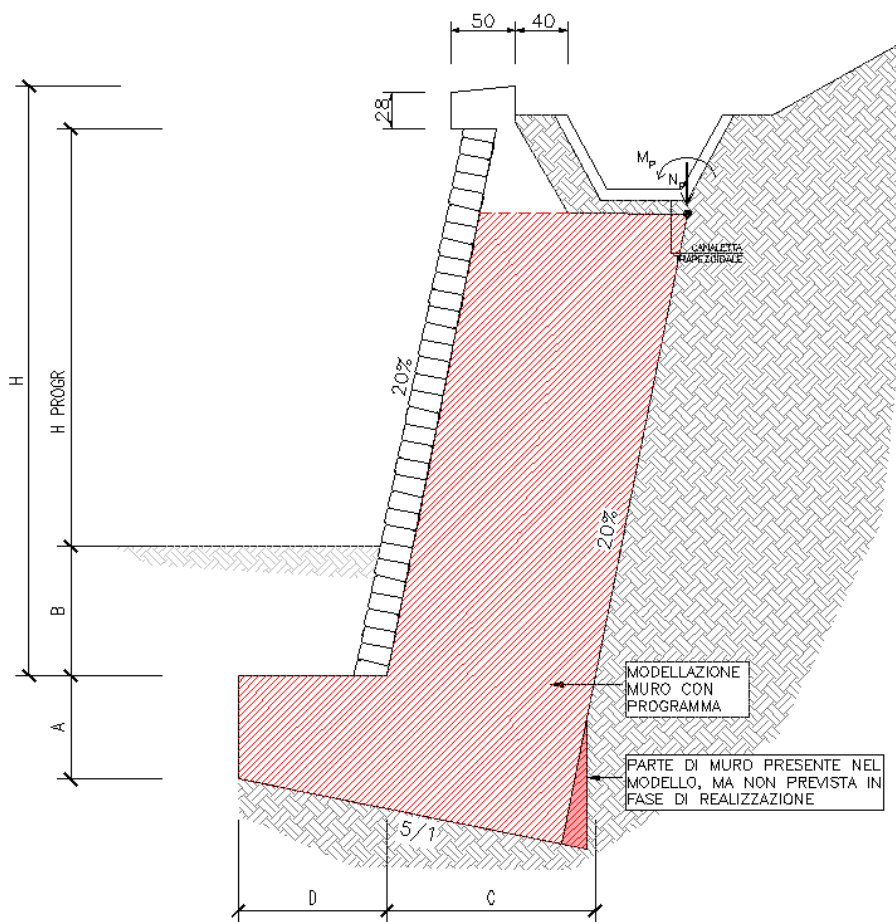 50 40
28
M P
N P
CANALETTA
TRAPEZOIDALE
H
H PROGR
20%
20%
B
MODELLAZIONE
MURO CON
PROGRAMMA
A
PARTE DI MURO PRESENTE NEL
MODELLO, MA NON PREVISTA IN
FASE DI REALIZZAZIONE
5/1
D C